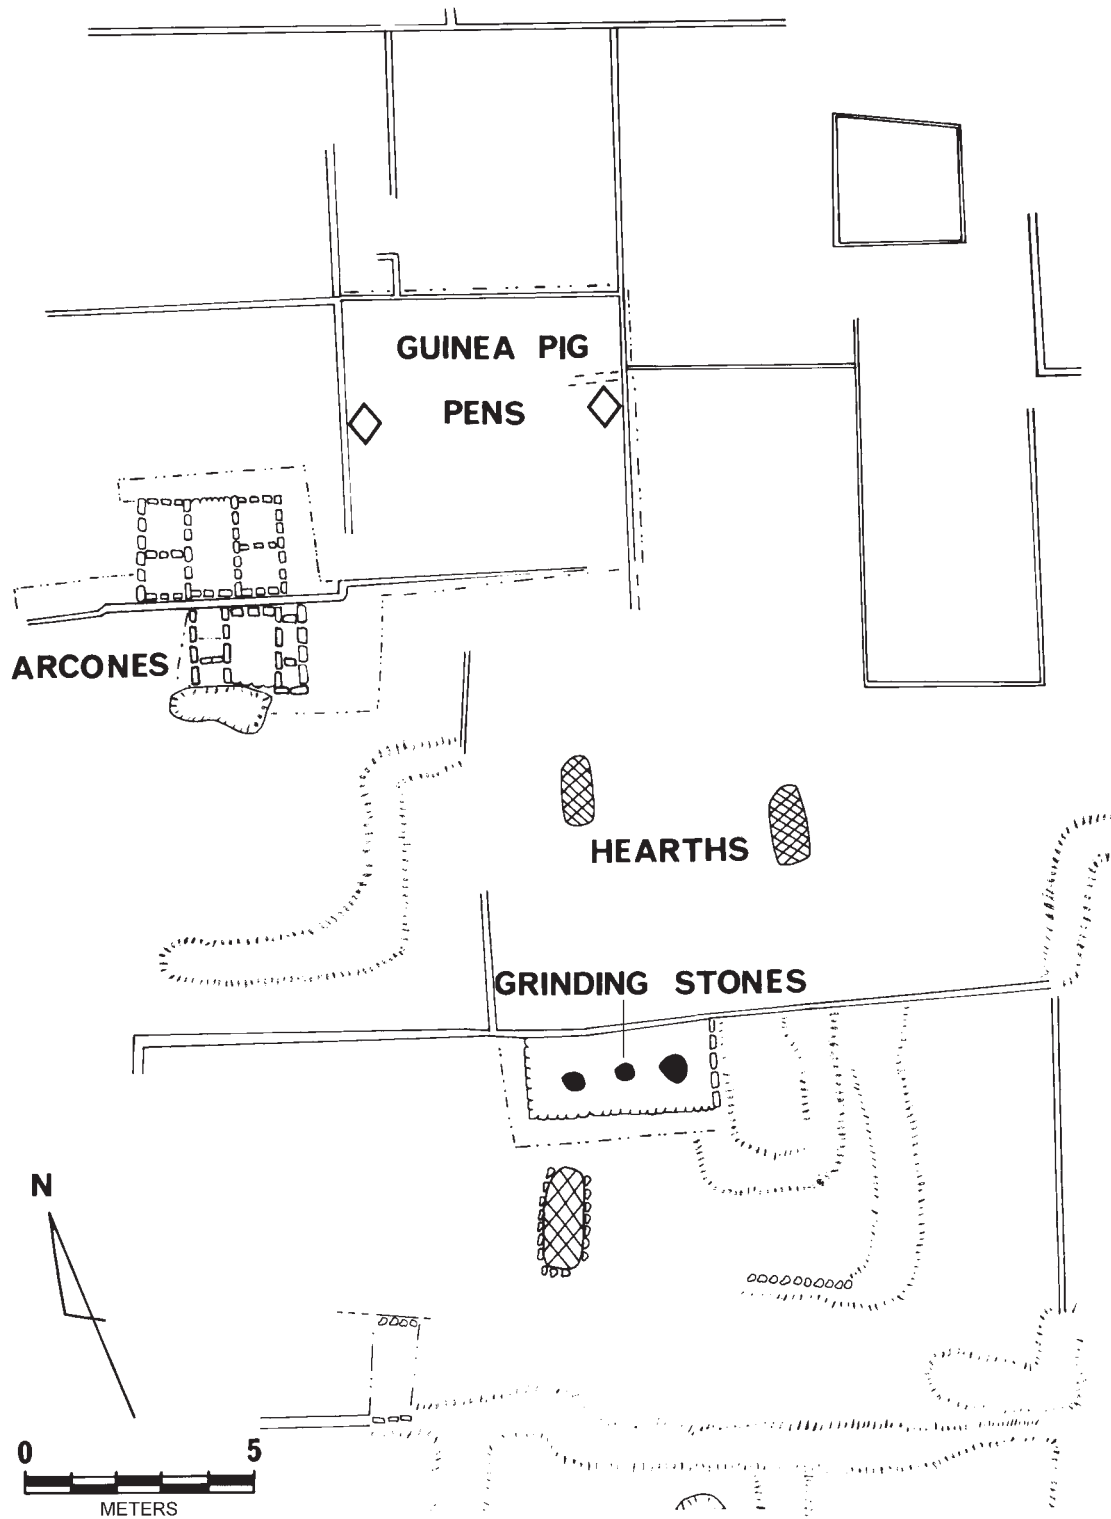 GUINEA PIG
PENS
ARCONES
HEARTHS
GRINDING STONES
N
0 5
METERS